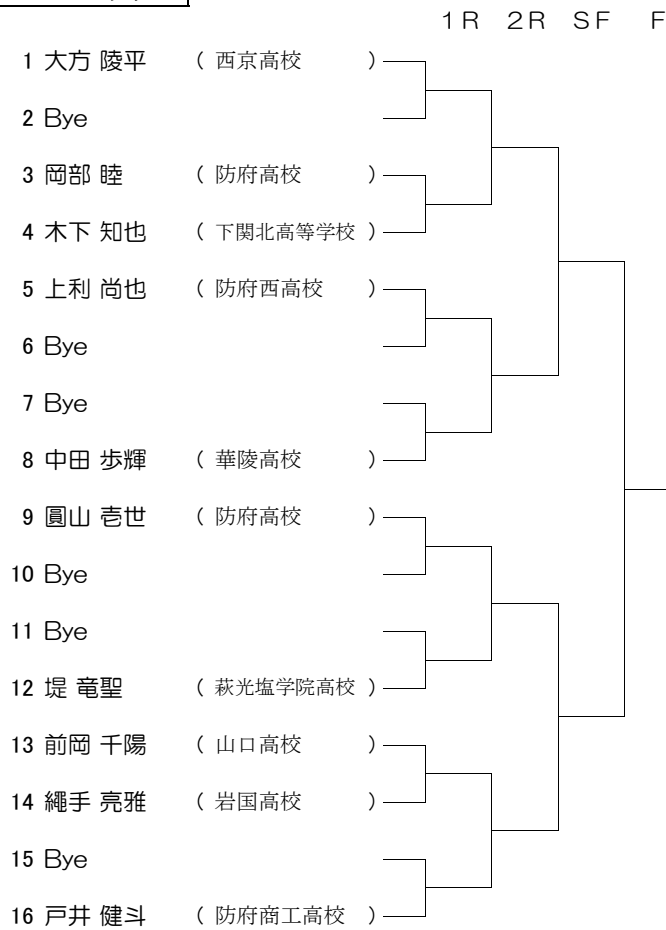 １Ｒ ２Ｒ ＳＦ Ｆ
1 大方 陵平 （ 西京高校 ）
2 Bye
3 岡部 睦 （ 防府高校 ）
4 木下 知也 （ 下関北高等学校 ）
5 上利 尚也 （ 防府西高校 ）
6 Bye
7 Bye
8 中田 歩輝 （ 華陵高校 ）
9 圓山 壱世 （ 防府高校 ）
10 Bye
11 Bye
12 堤 竜聖 （ 萩光塩学院高校 ）
13 前岡 千陽 （ 山口高校 ）
14 繩手 亮雅 （ 岩国高校 ）
15 Bye
16 戸井 健斗 （ 防府商工高校 ）